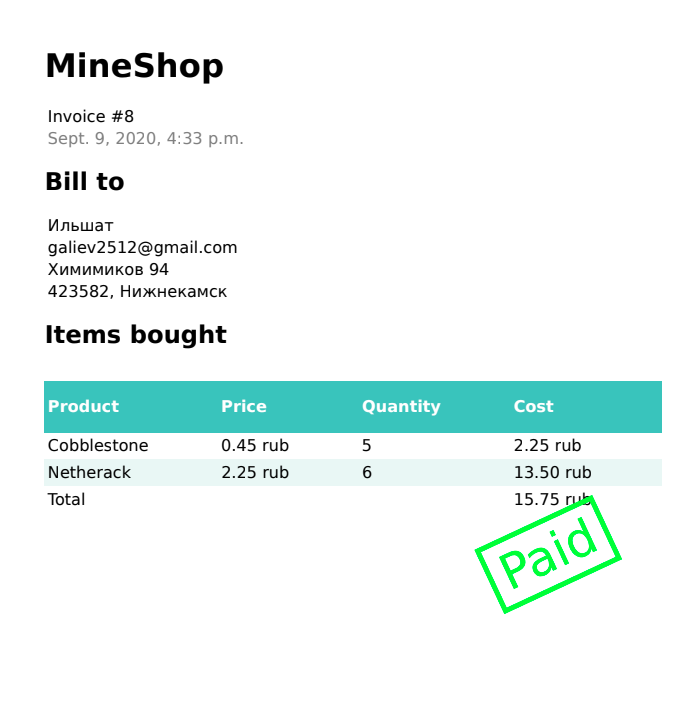 MineShop
Invoice #8
Sept. 9, 2020, 4:33 p.m.
Bill to
Ильшат
galiev2512@gmail.com
Химимиков 94
423582, Нижнекамск
Items bought
Product Price Quantity Cost
Cobblestone 0.45 rub 5 2.25 rub
Netherack 2.25 rub 6 13.50 rub
Total 15.75 rub
Paid